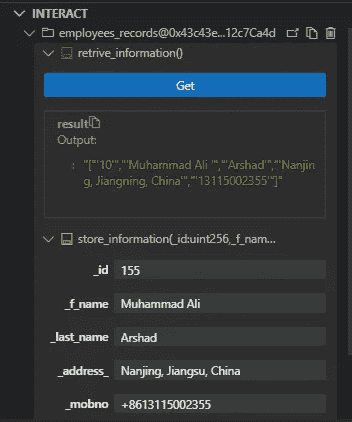 INTERACT
employees_records@0x43c43e...12c7Ca4d
retrive_information()
Get
result
Output:
: "["'10'","'Muhammad Ali '","'Arshad'","'Nanjin
g, Jiangning, China'","'13115002355'"]"
store_information(_id:uint256,_f_nam...
_id 155
_f_name Muhammad Ali
_last_name Arshad
_address_ Nanjing, Jiangsu, China
_mobno +8613115002355